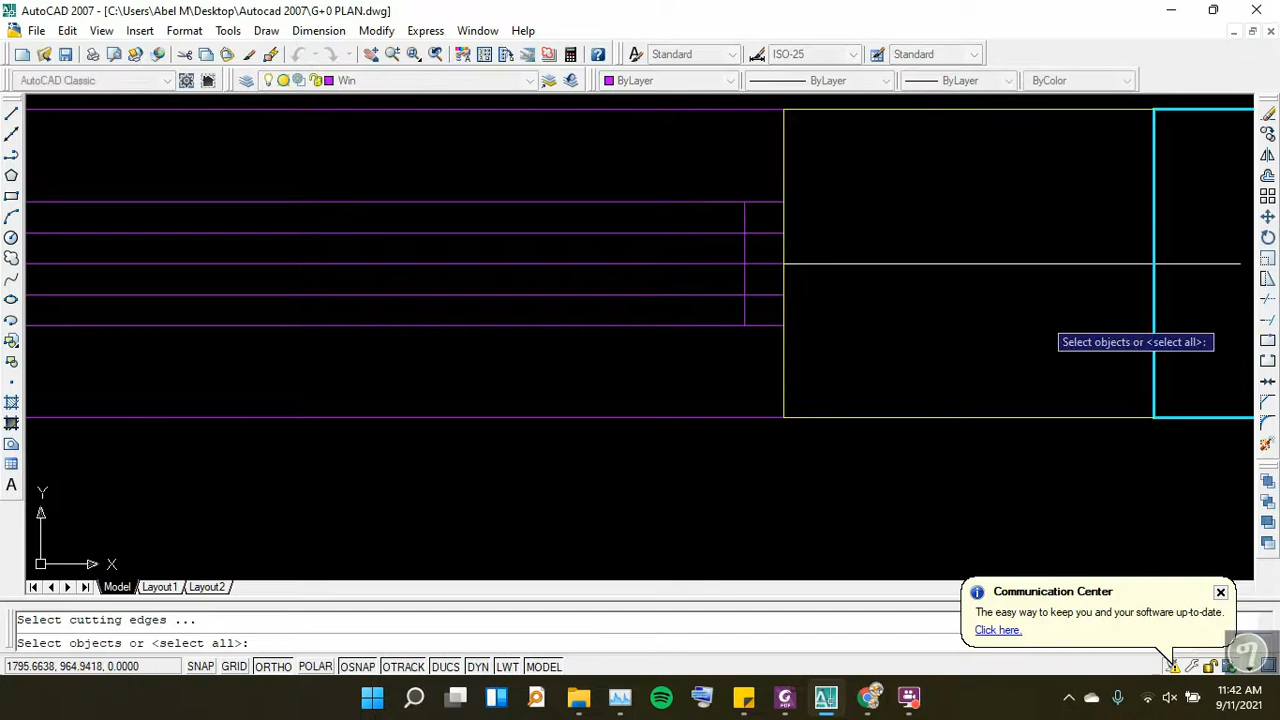 AutoCAD 2007 - [C:\Users\Abel M\Desktop\Autocad 2007\G+0 PLAN.dwg]
File Edit View Insert Format Tools Draw Dimension Modify Express Window Help
Standard ISO-25 Standard
AutoCAD Classic Win ByLayer ByLayer ByLayer ByColor
Select objects or <select all>:
Y
X
A
Model Layout1 Layout2
Communication Center
The easy way to keep you and your software up-to-date.
Click here.
Select cutting edges ...
Select objects or <select all>:
1795.6638, 964.9418, 0.0000 SNAP GRID ORTHO POLAR OSNAP OTRACK DUCS DYN LWT MODEL
11:42 AM
9/11/2021